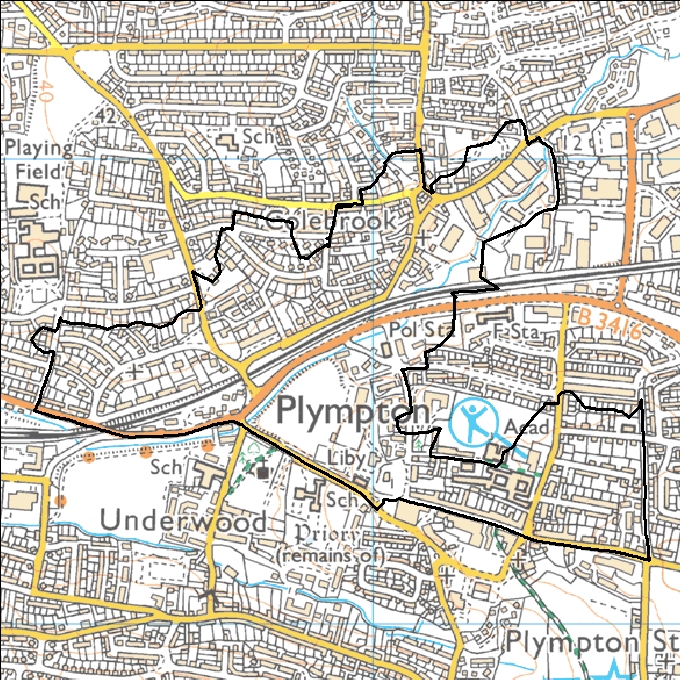 40
42
Sch
12
Playing
Field
Sch
Colebrook
Pol Sta
F Sta
B 3416
Plympton
Acad
Liby
Sch
Sch
Underwood
Priory
(remains of)
Plympton St